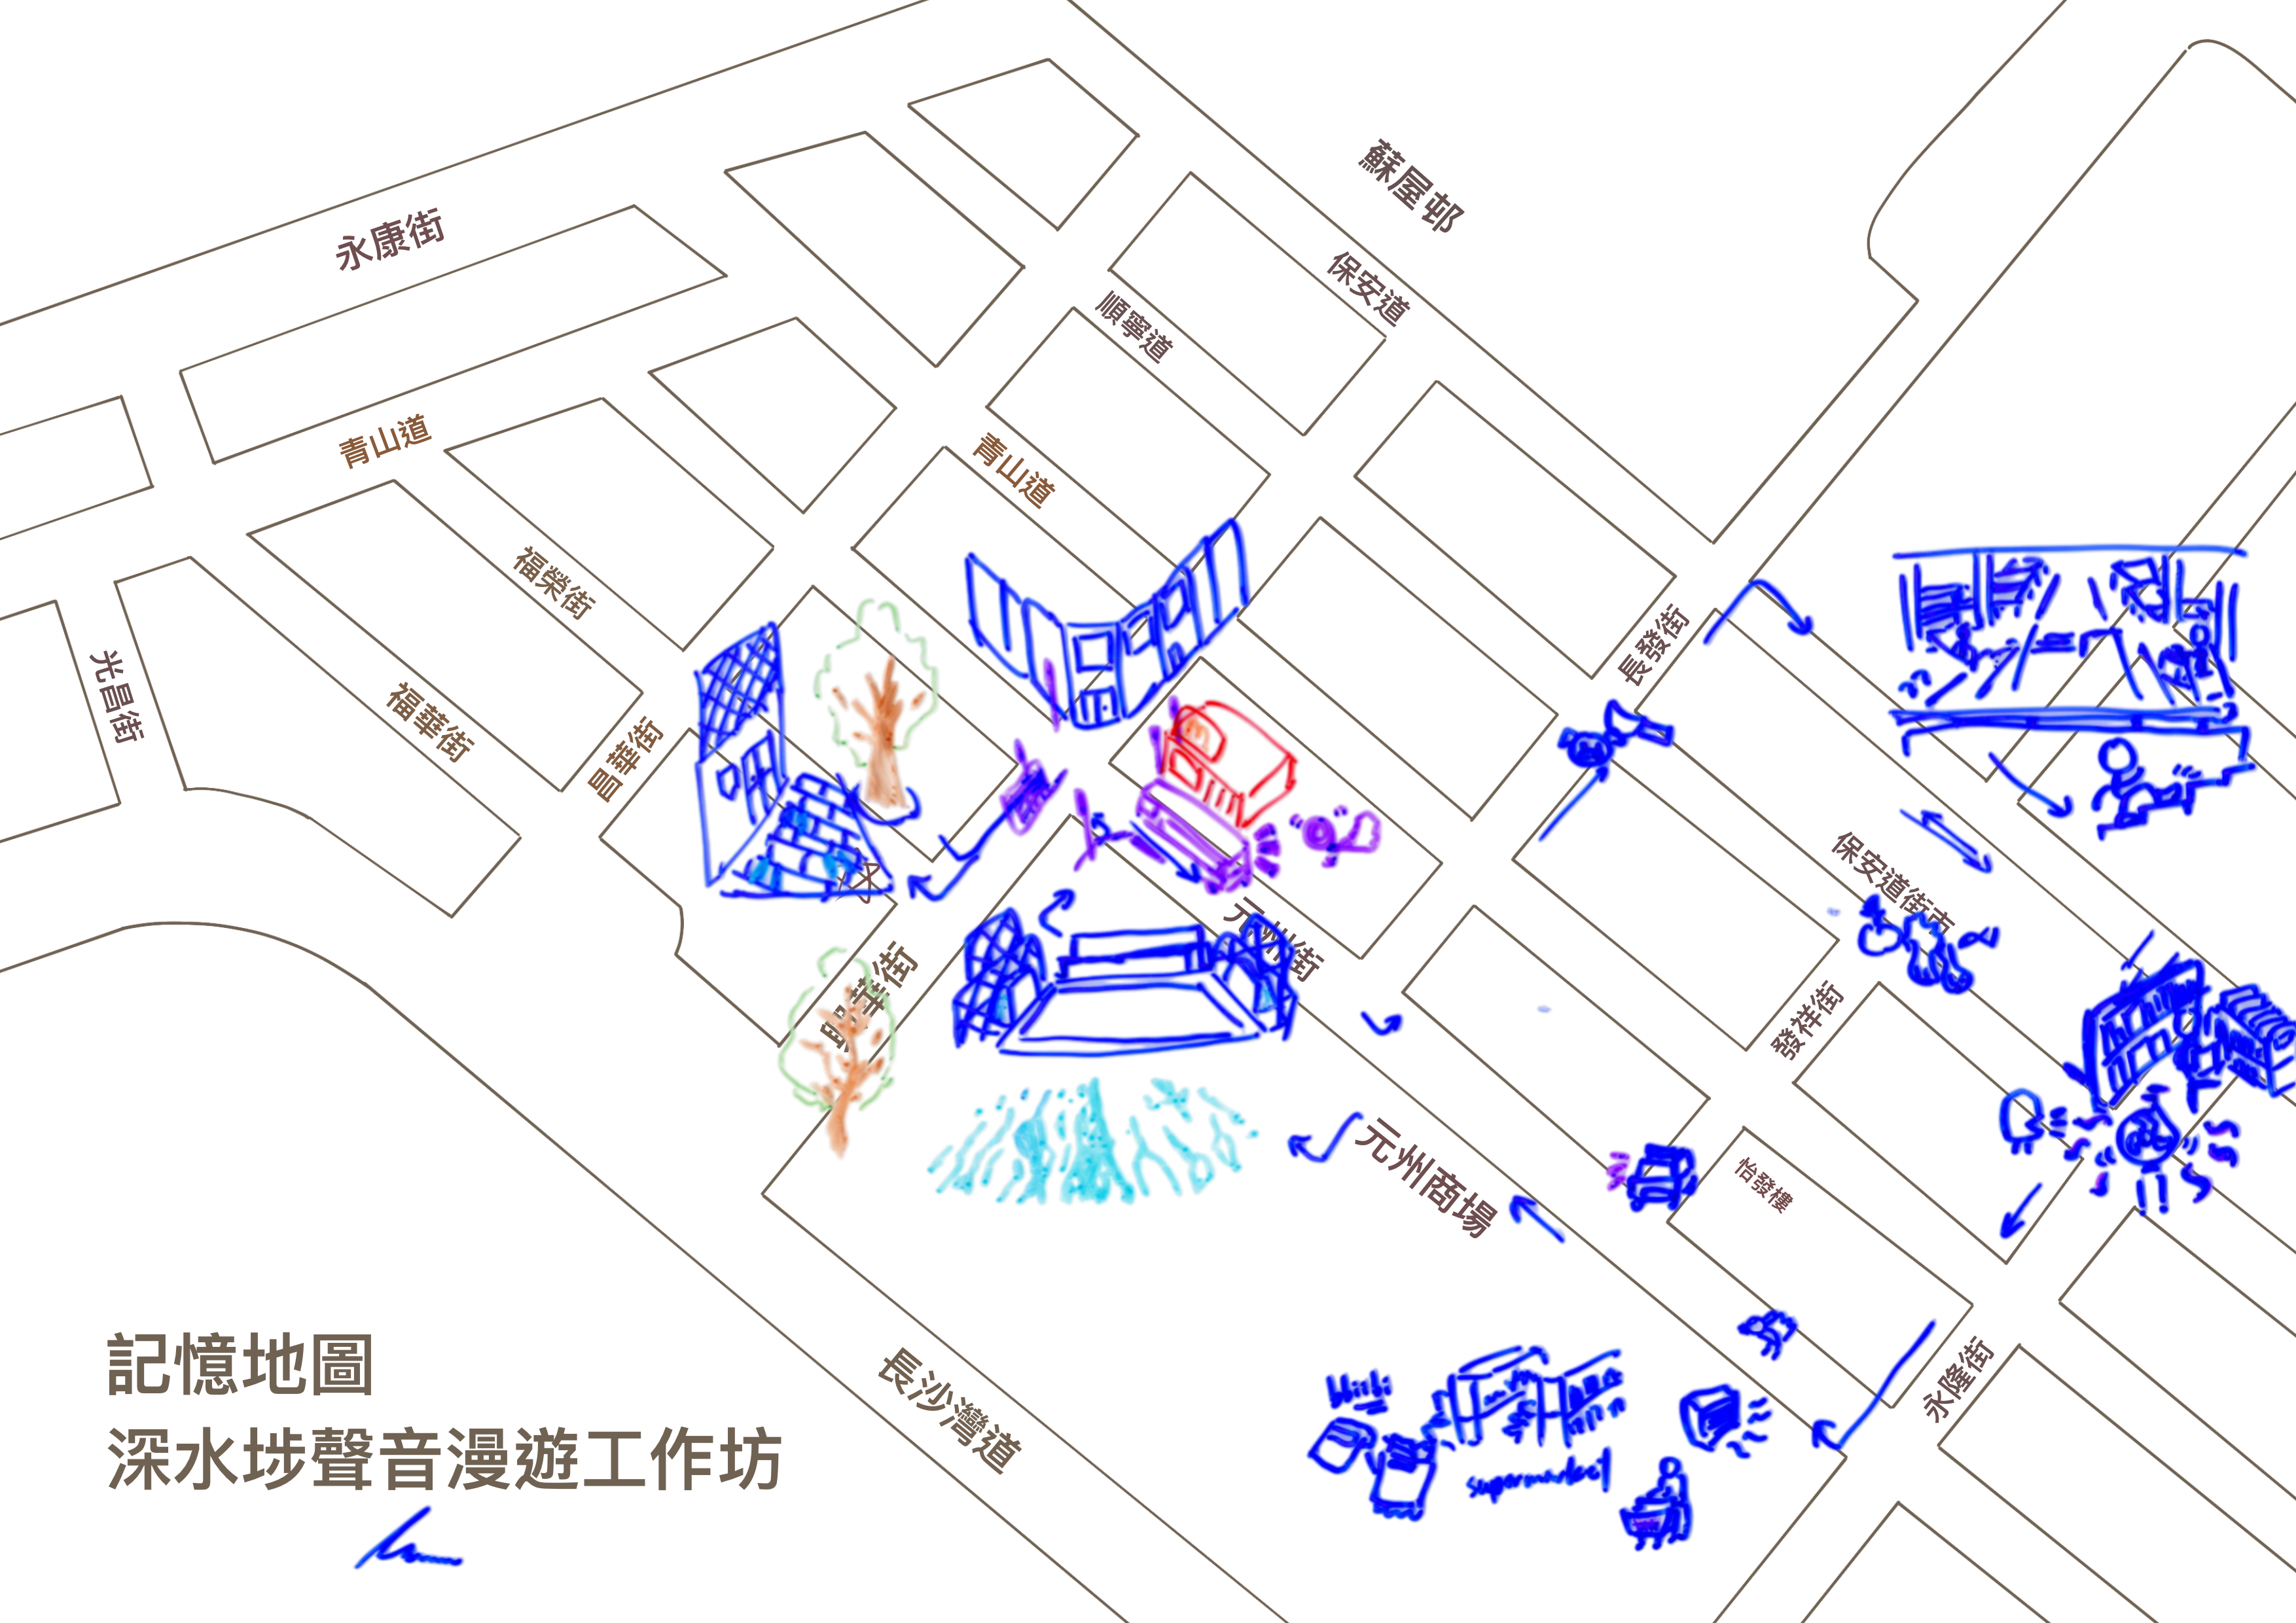 蘇屋邨
永康街
保安道
順寧道
青山道
青山道
福榮街
長發街
光昌街
福華街
昌華街
保安道街市
元州街
昌華街
發祥街
元州商場
怡發樓
記憶地圖
長沙灣道
永隆街
深水埗聲音漫遊工作坊
supermarket